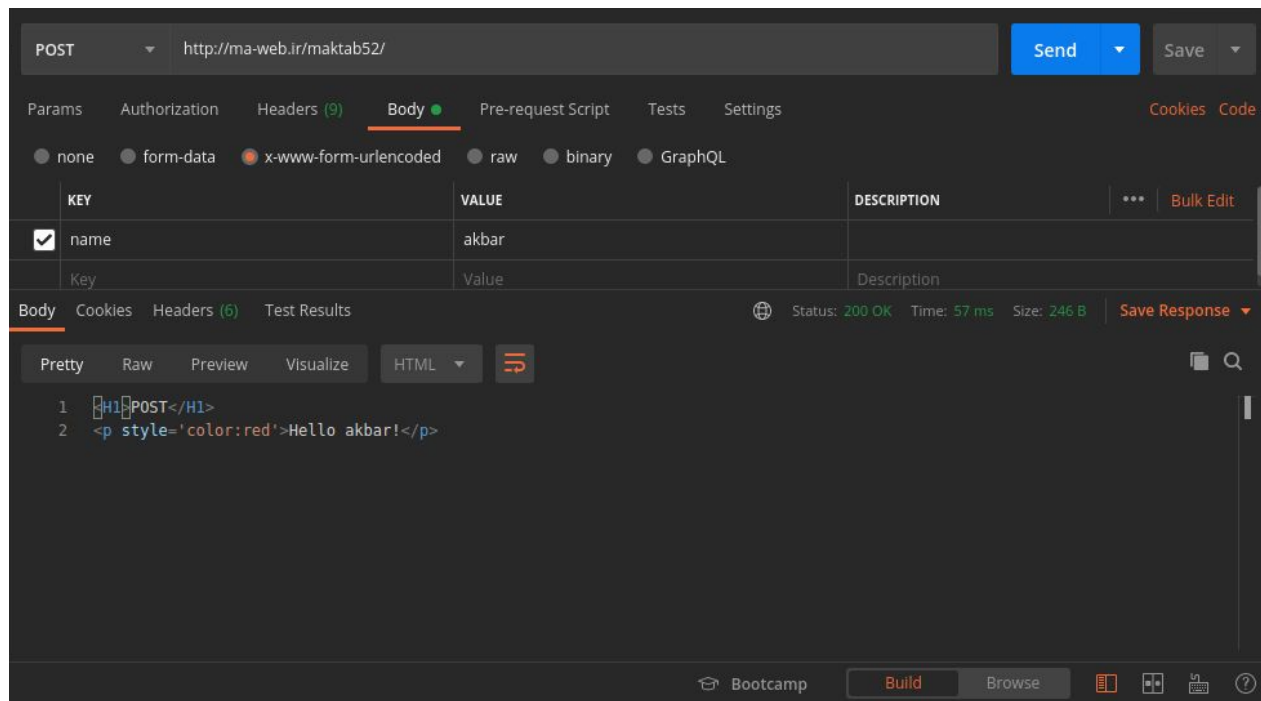 POST http://ma-web.ir/maktab52/ Send Save
Params Authorization Headers (9) Body Pre-request Script Tests Settings Cookies Code
none form-data x-www-form-urlencoded raw binary GraphQL
KEY VALUE DESCRIPTION ••• Bulk Edit
name akbar
Key Value Description
Body Cookies Headers (6) Test Results Status: 200 OK Time: 57 ms Size: 246 B Save Response
Pretty Raw Preview Visualize HTML
1 <H1>POST</H1>
2 <p style='color:red'>Hello akbar!</p>
Bootcamp Build Browse ?